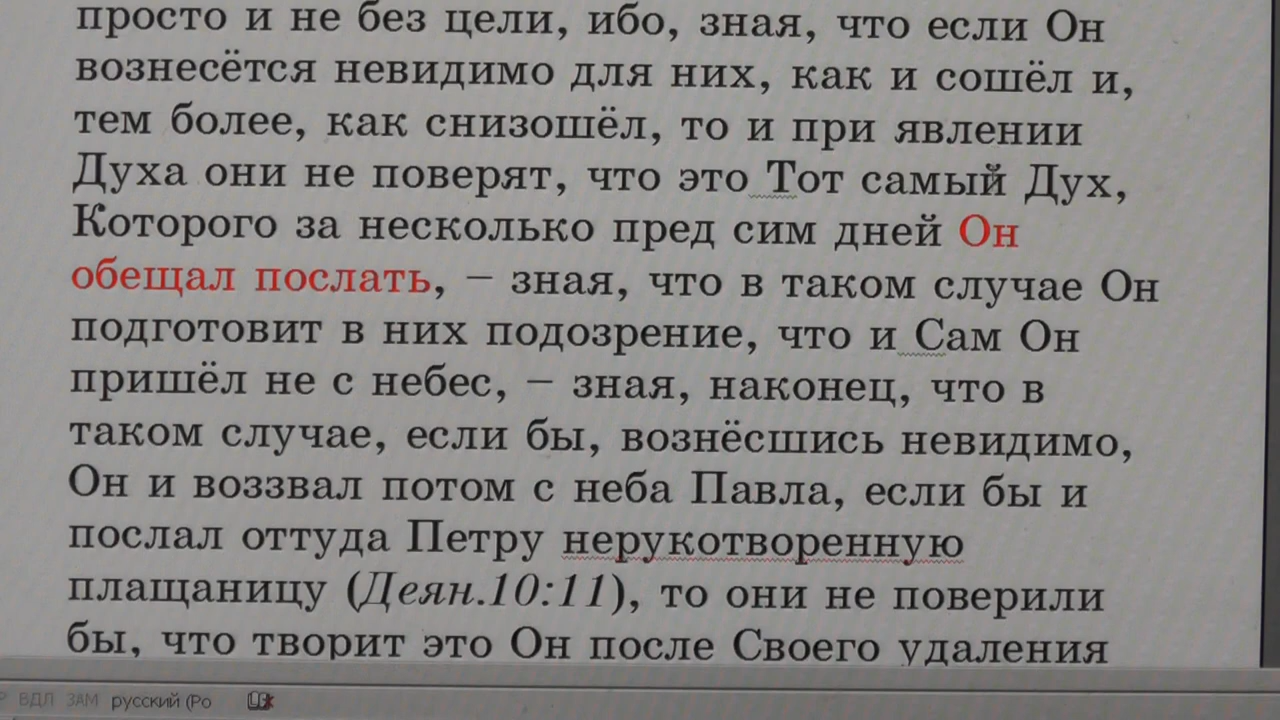 просто и не без цели, ибо, зная, что если Он
вознесётся невидимо для них, как и сошёл и,
тем более, как снизошёл, то и при явлении
Духа они не поверят, что это Тот самый Дух,
Которого за несколько пред сим дней Он
обещал послать, – зная, что в таком случае Он
подготовит в них подозрение, что и Сам Он
пришёл не с небес, – зная, наконец, что в
таком случае, если бы, вознёсшись невидимо,
Он и воззвал потом с неба Павла, если бы и
послал оттуда Петру нерукотворенную
плащаницу (Деян.10:11), то они не поверили
бы, что творит это Он после Своего удаления
ВДЛ ЗАМ русский (Ро